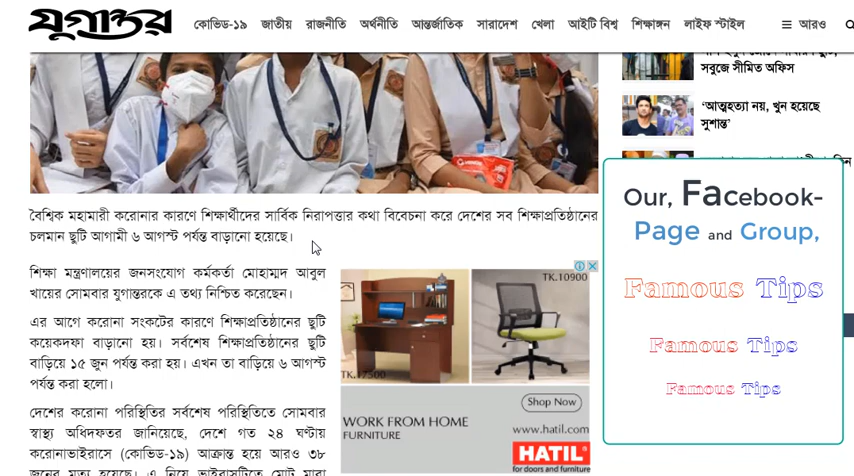 যুগান্তর
কোভিড-১৯ জাতীয় রাজনীতি অর্থনীতি আন্তর্জাতিক সারাদেশ খেলা আইটি বিশ্ব শিক্ষাঙ্গন লাইফ স্টাইল ≡ আরও
সবুজে সীমিত অফিস
‘আত্মহত্যা নয়, খুন হয়েছে
সুশান্ত’
বৈশ্বিক মহামারী করোনার কারণে শিক্ষার্থীদের সার্বিক নিরাপত্তার কথা বিবেচনা করে দেশের সব শিক্ষাপ্রতিষ্ঠানের
চলমান ছুটি আগামী ৬ আগস্ট পর্যন্ত বাড়ানো হয়েছে।
শিক্ষা মন্ত্রণালয়ের জনসংযোগ কর্মকর্তা মোহাম্মদ আবুল
খায়ের সোমবার যুগান্তরকে এ তথ্য নিশ্চিত করেছেন।
এর আগে করোনা সংকটের কারণে শিক্ষাপ্রতিষ্ঠানের ছুটি
কয়েকদফা বাড়ানো হয়। সর্বশেষ শিক্ষাপ্রতিষ্ঠানের ছুটি
বাড়িয়ে ১৫ জুন পর্যন্ত করা হয়। এখন তা বাড়িয়ে ৬ আগস্ট
পর্যন্ত করা হলো।
দেশের করোনা পরিস্থিতির সর্বশেষ পরিস্থিতিতে সোমবার
স্বাস্থ্য অধিদফতর জানিয়েছে, দেশে গত ২৪ ঘণ্টায়
করোনাভাইরাসে (কোভিড-১৯) আক্রান্ত হয়ে আরও ৩৮
জনের মৃত্যু হয়েছে। এ নিয়ে ভাইরাসটিতে মোট মারা
TK.10900
TK.17500
Shop Now
WORK FROM HOME
FURNITURE
www.hatil.com
HATIL
for doors and furniture
Our, Facebook-
Page and Group,
Famous Tips
Famous Tips
Famous Tips